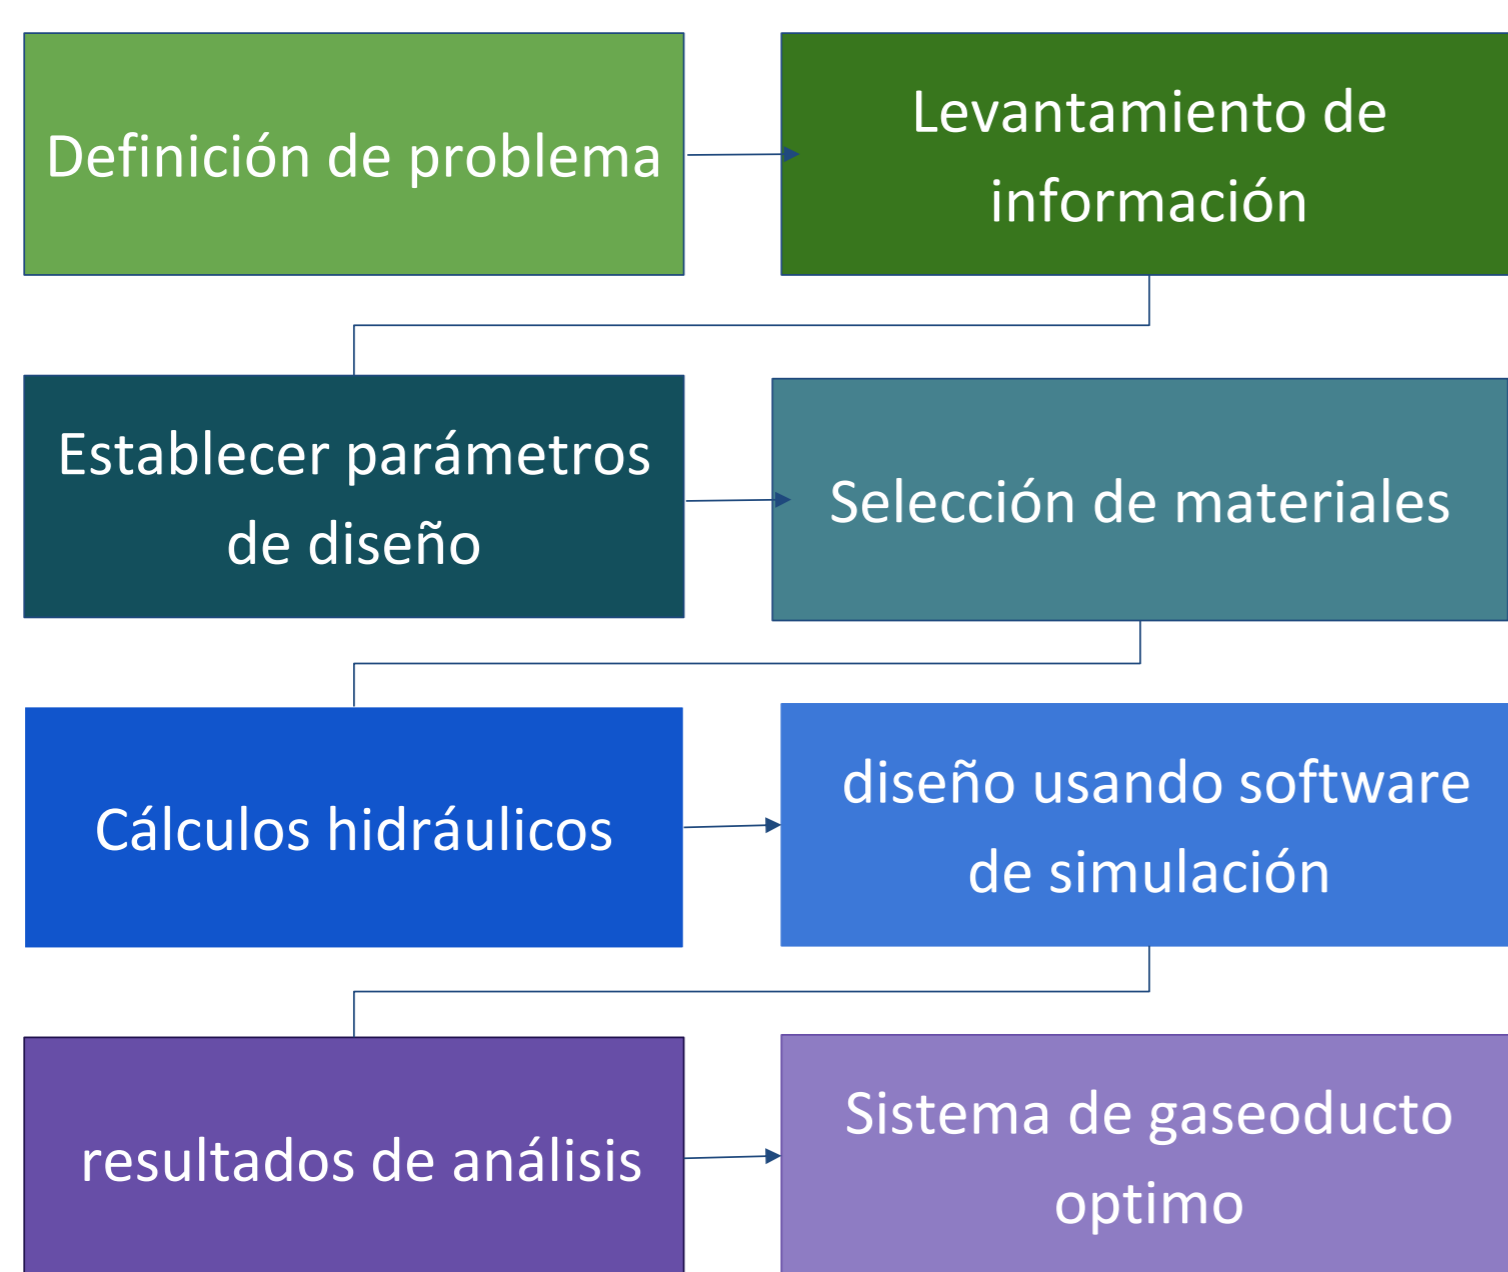 Definición de problema
Levantamiento de
información
Establecer parámetros
de diseño
Selección de materiales
Cálculos hidráulicos
diseño usando software
de simulación
resultados de análisis
Sistema de gaseoducto
optimo